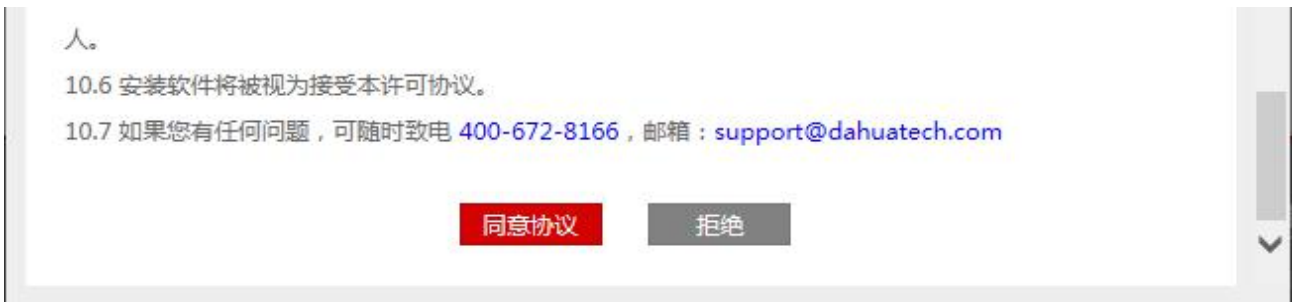 人。
10.6 安装软件将被视为接受本许可协议。
10.7 如果您有任何问题，可随时致电 400-672-8166，邮箱：support@dahuatech.com
同意协议 拒绝